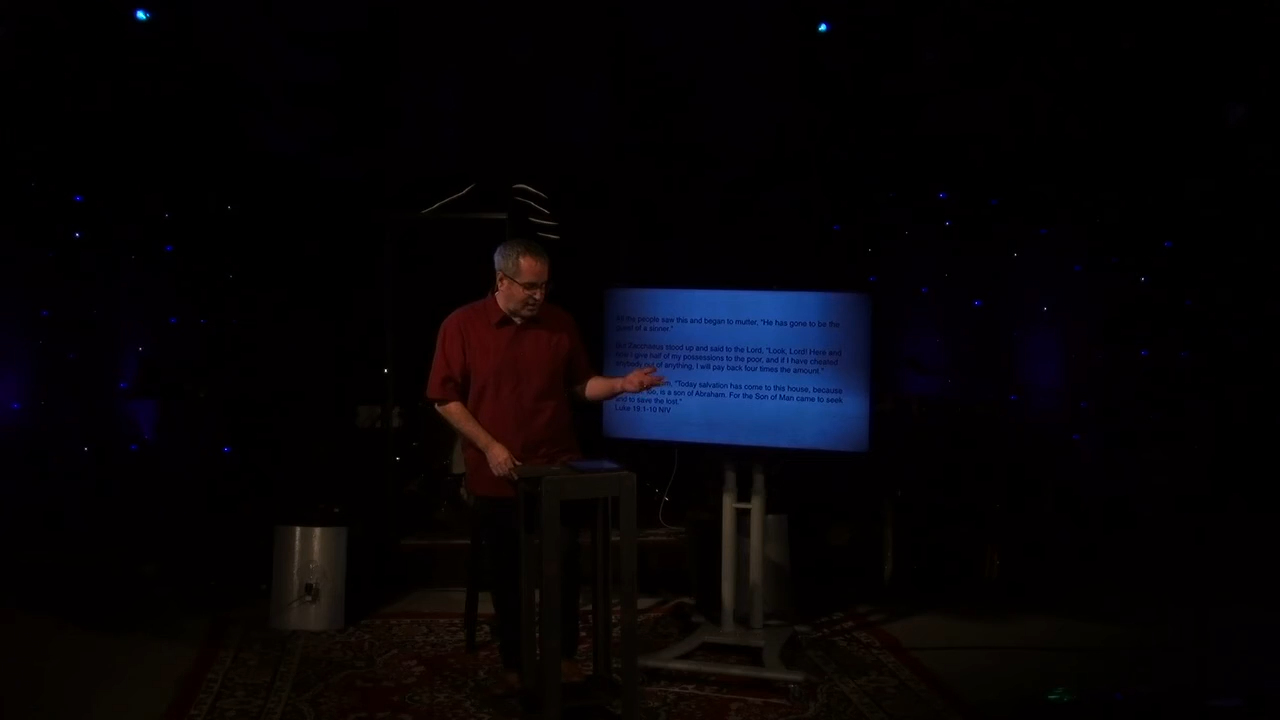 All the people saw this and began to mutter, "He has gone to be the
guest of a sinner."
But Zacchaeus stood up and said to the Lord, "Look, Lord! Here and
now I give half of my possessions to the poor, and if I have cheated
anybody out of anything, I will pay back four times the amount."
"Today salvation has come to this house, because
too, is a son of Abraham. For the Son of Man came to seek
and to save the lost."
Luke 19:1-10 NIV